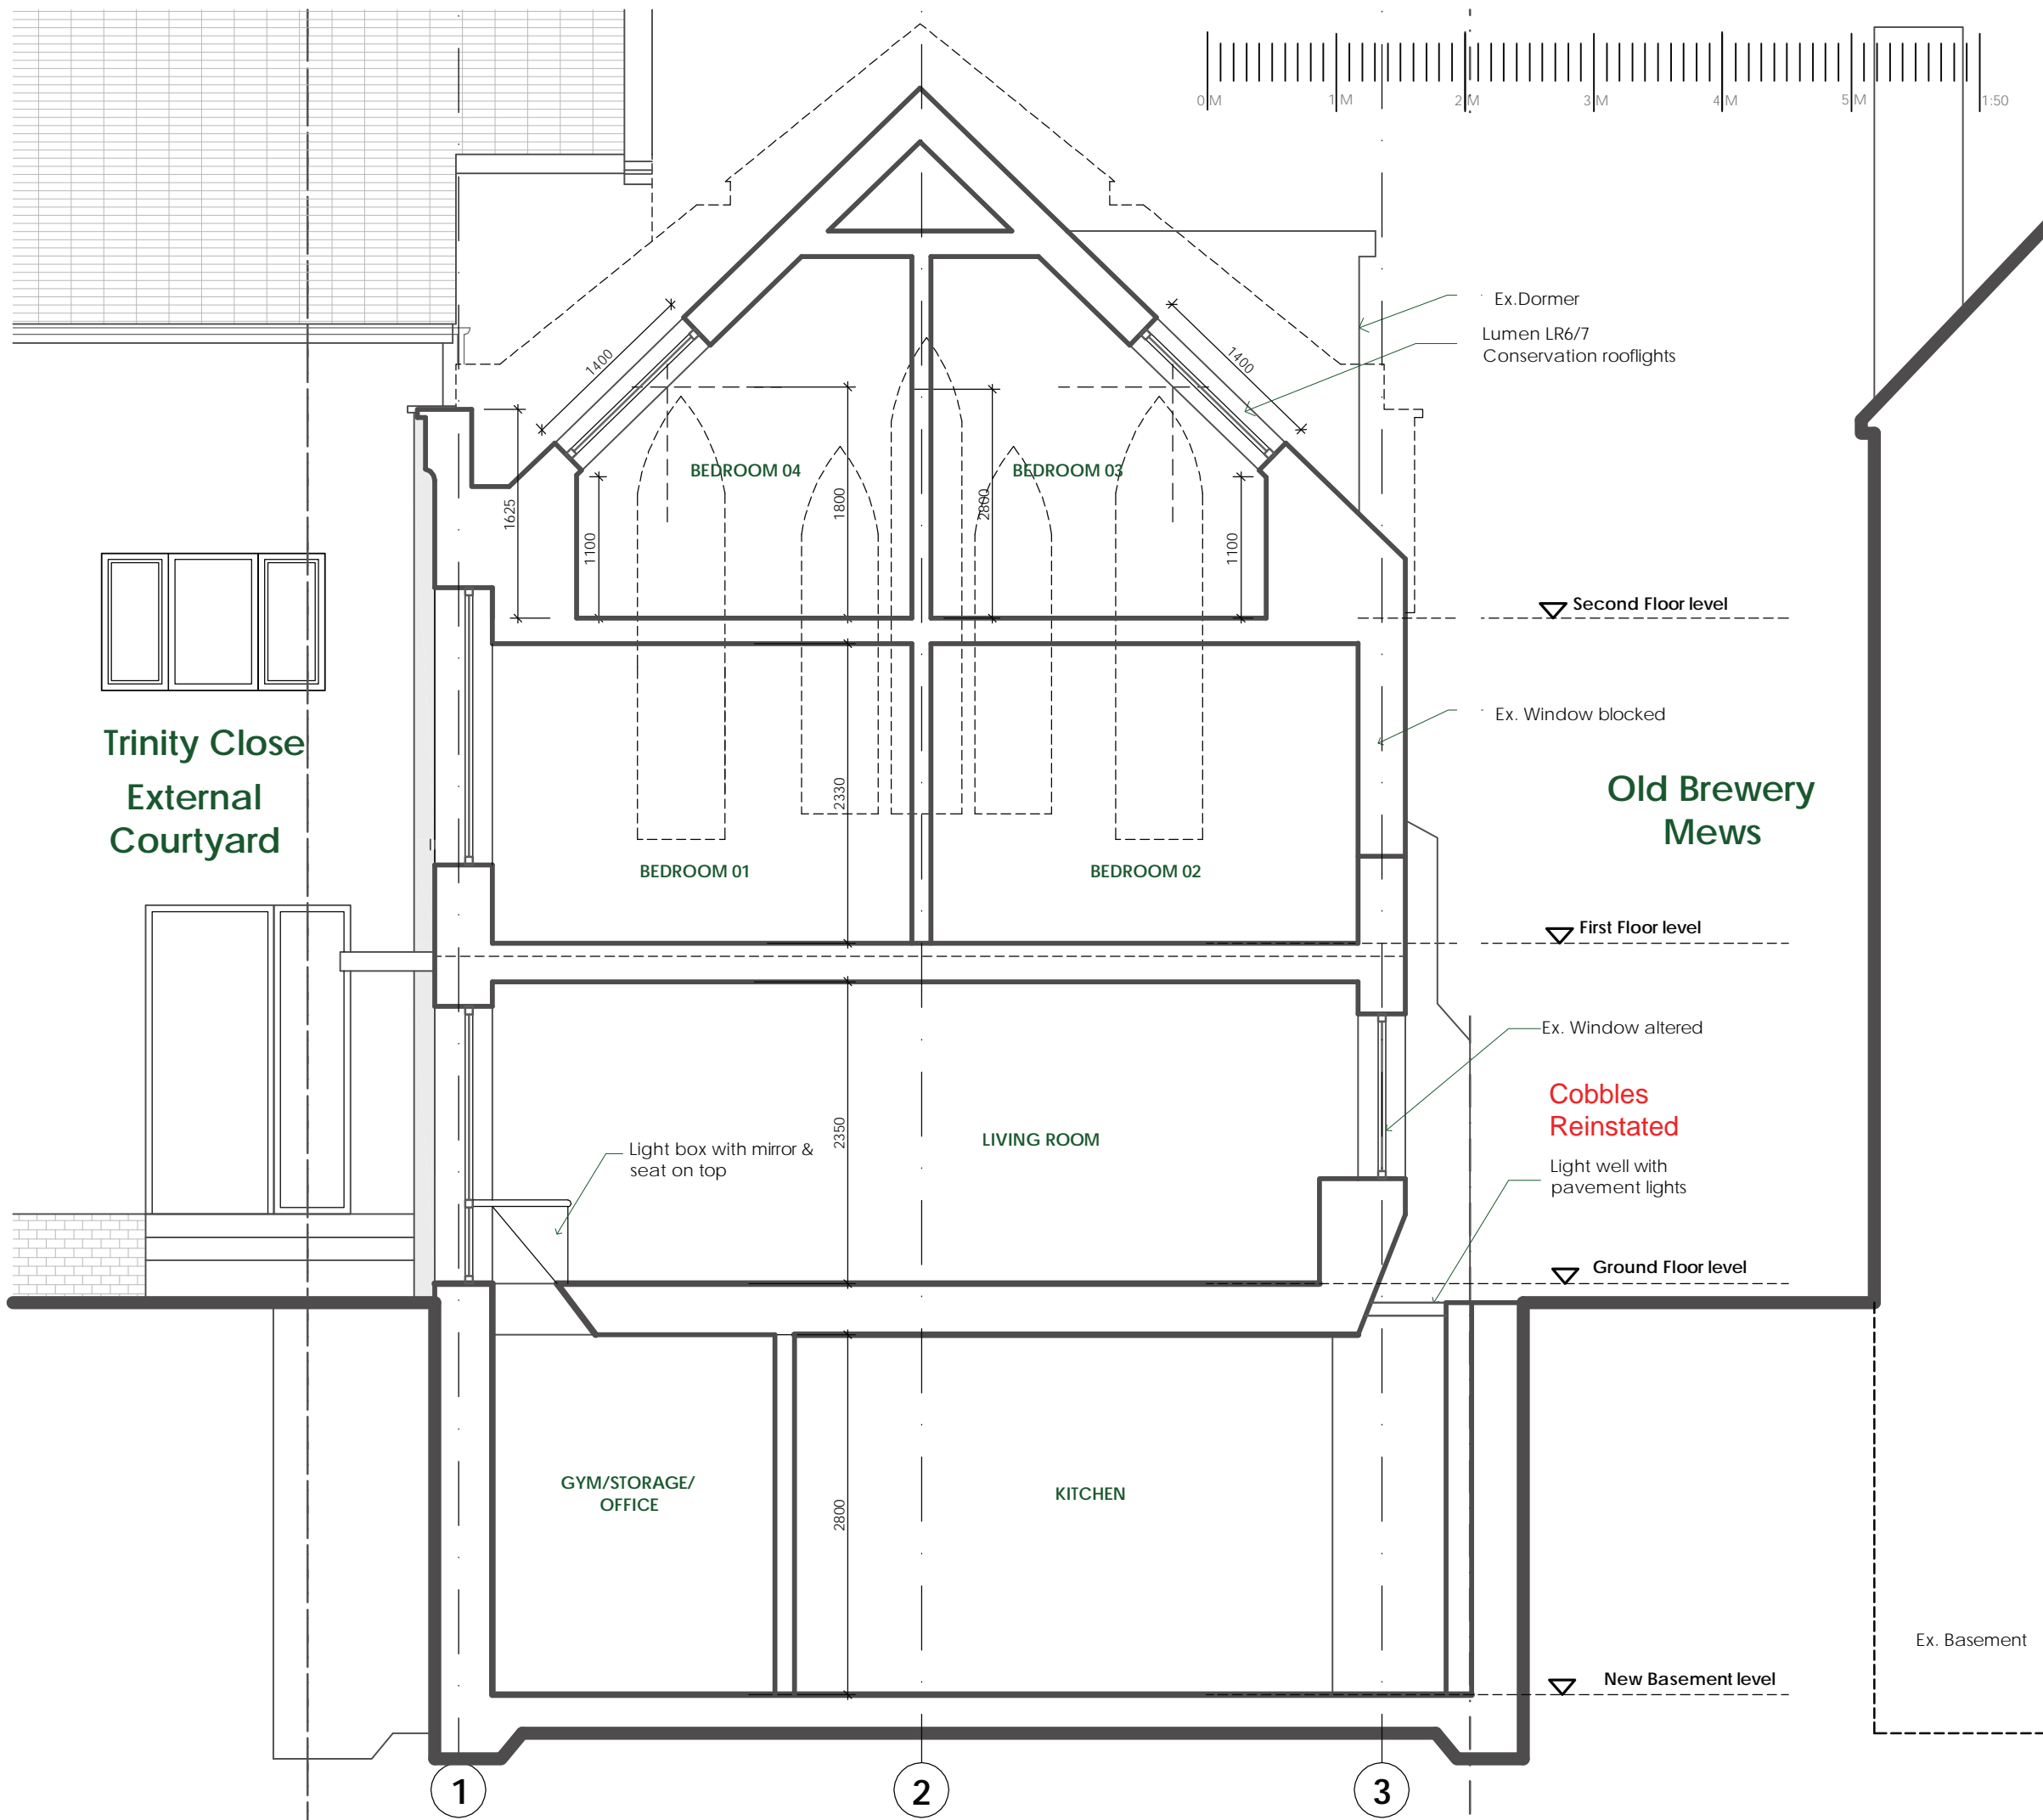 0 M
1 M
2 M
3 M
4 M
5 M
1:50
Ex.Dormer
Lumen LR6/7
Conservation rooflights
1400
1400
BEDROOM 04
BEDROOM 03
1625
1100
1800
2800
1100
Second Floor level
Ex. Window blocked
Trinity Close
External
Courtyard
Old Brewery
Mews
2330
BEDROOM 01
BEDROOM 02
First Floor level
Ex. Window altered
Cobbles
Reinstated
Light box with mirror &
seat on top
2350
LIVING ROOM
Light well with
pavement lights
Ground Floor level
GYM/STORAGE/
OFFICE
KITCHEN
2800
Ex. Basement
New Basement level
1
2
3